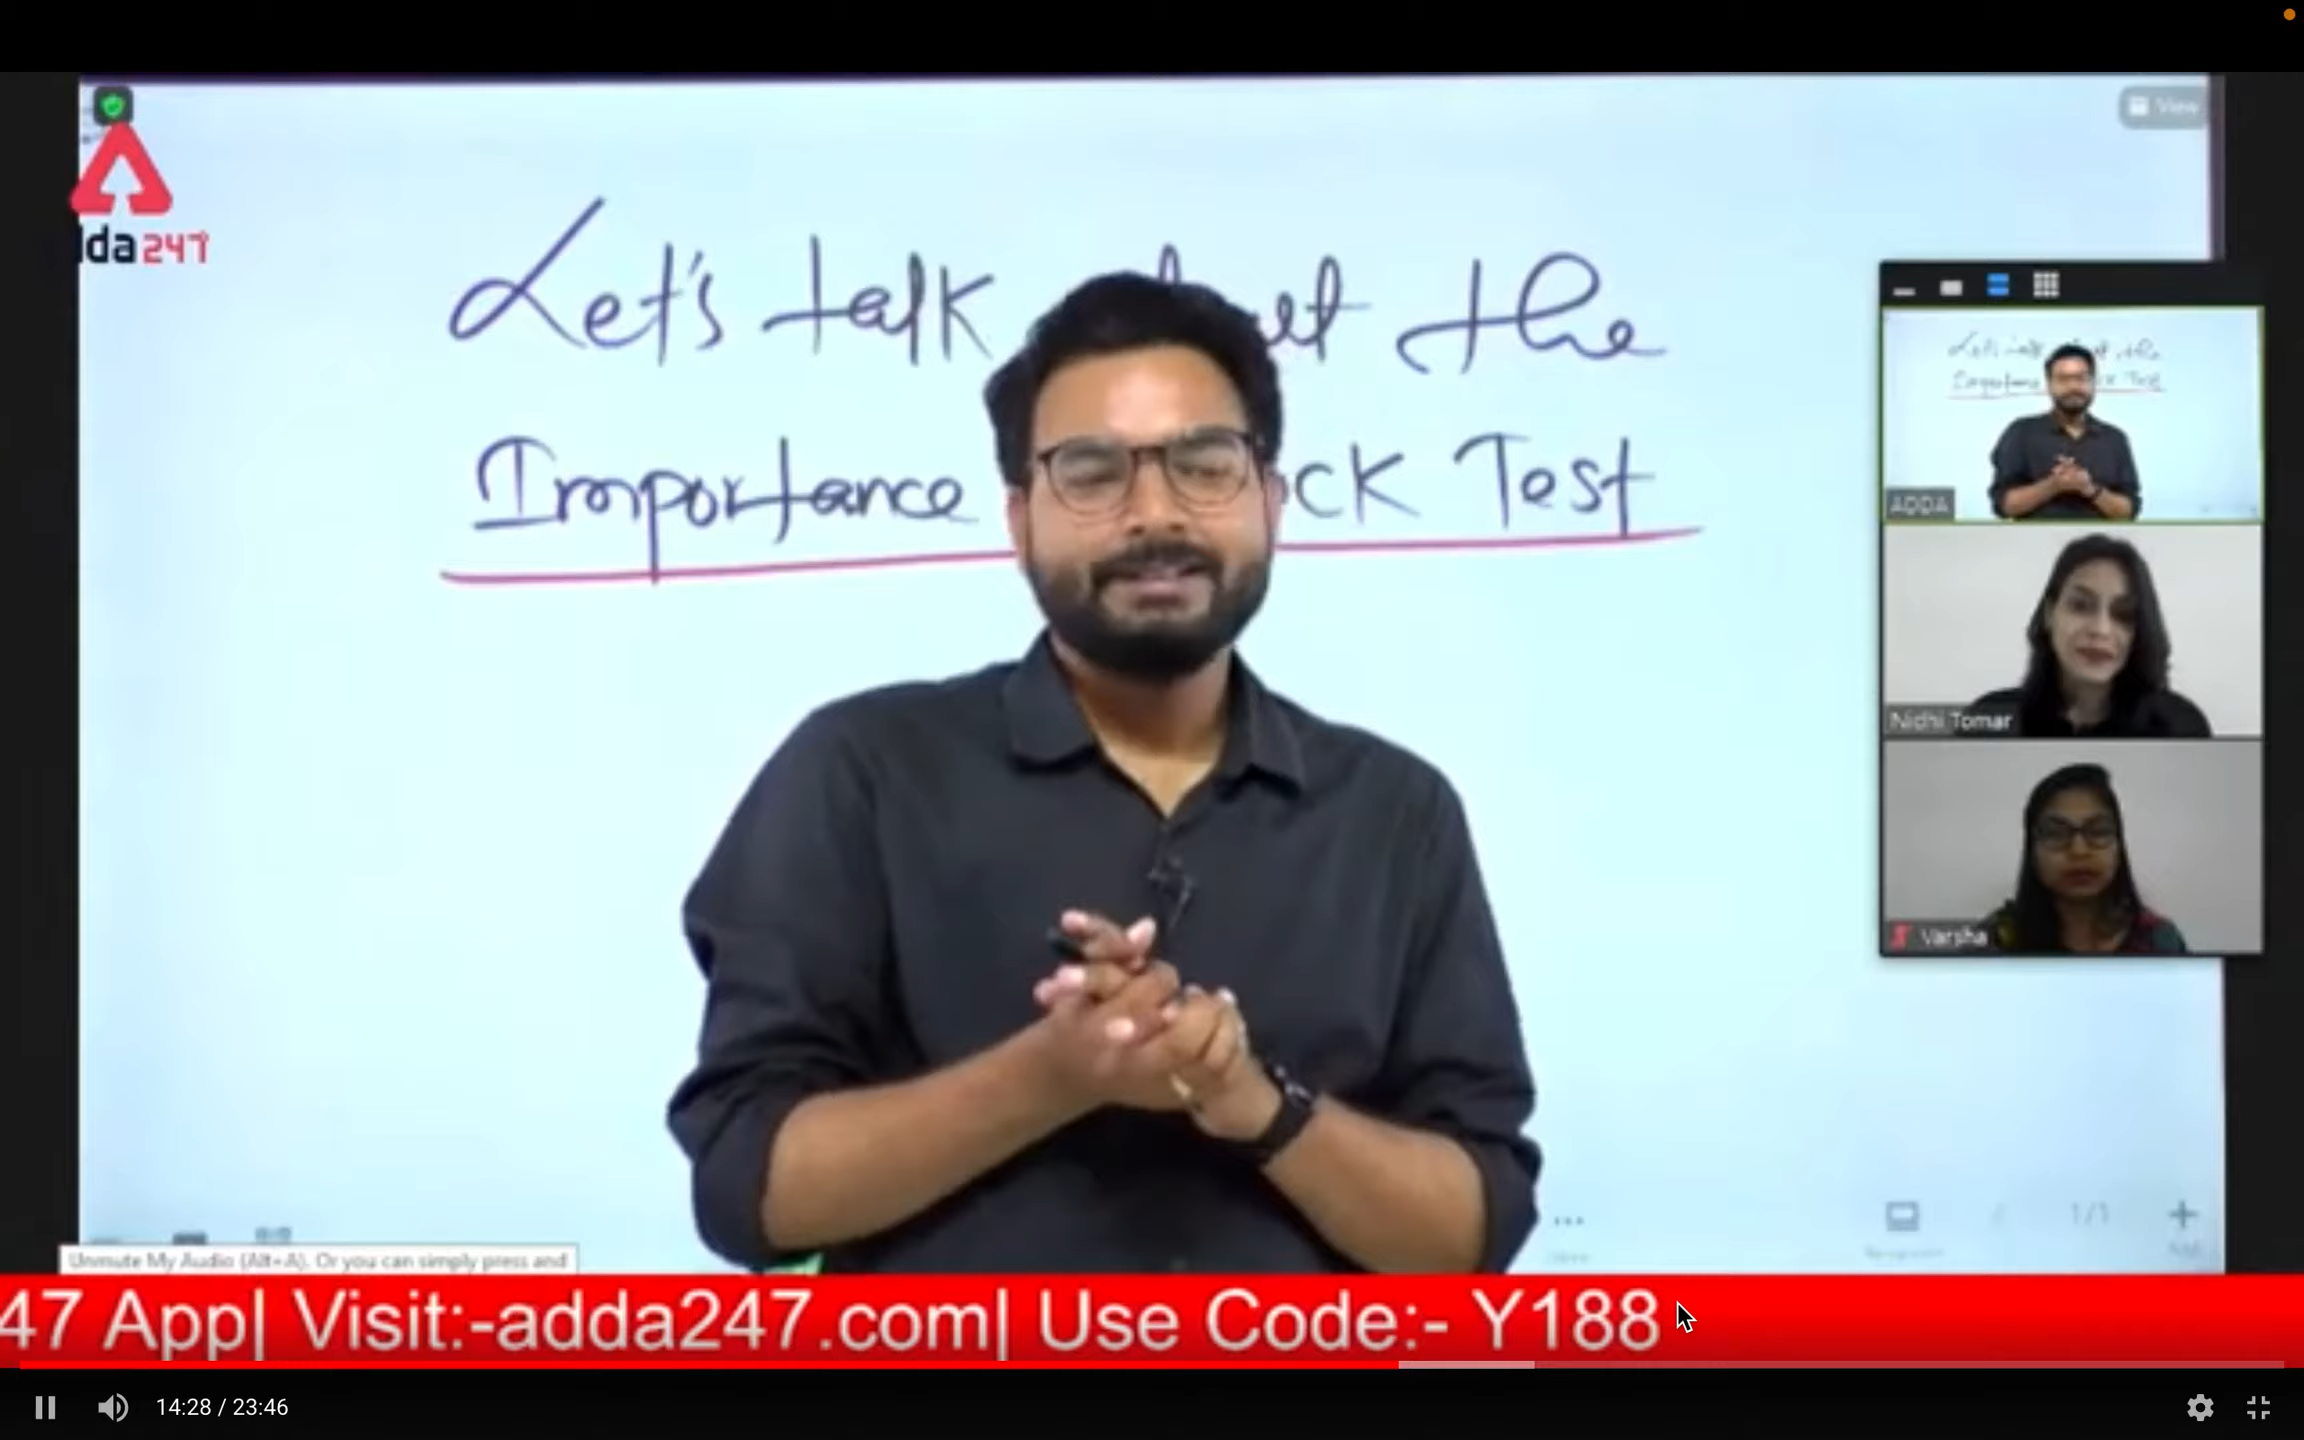 View
dda247
Let's talk the
Importance Test
ADDA
Nidhi Tomar
Varsha
1/1
Unmute My Audio (Alt+A). Or you can simply press and
47 App| Visit:-adda247.com| Use Code:- Y188
14:28 / 23:46